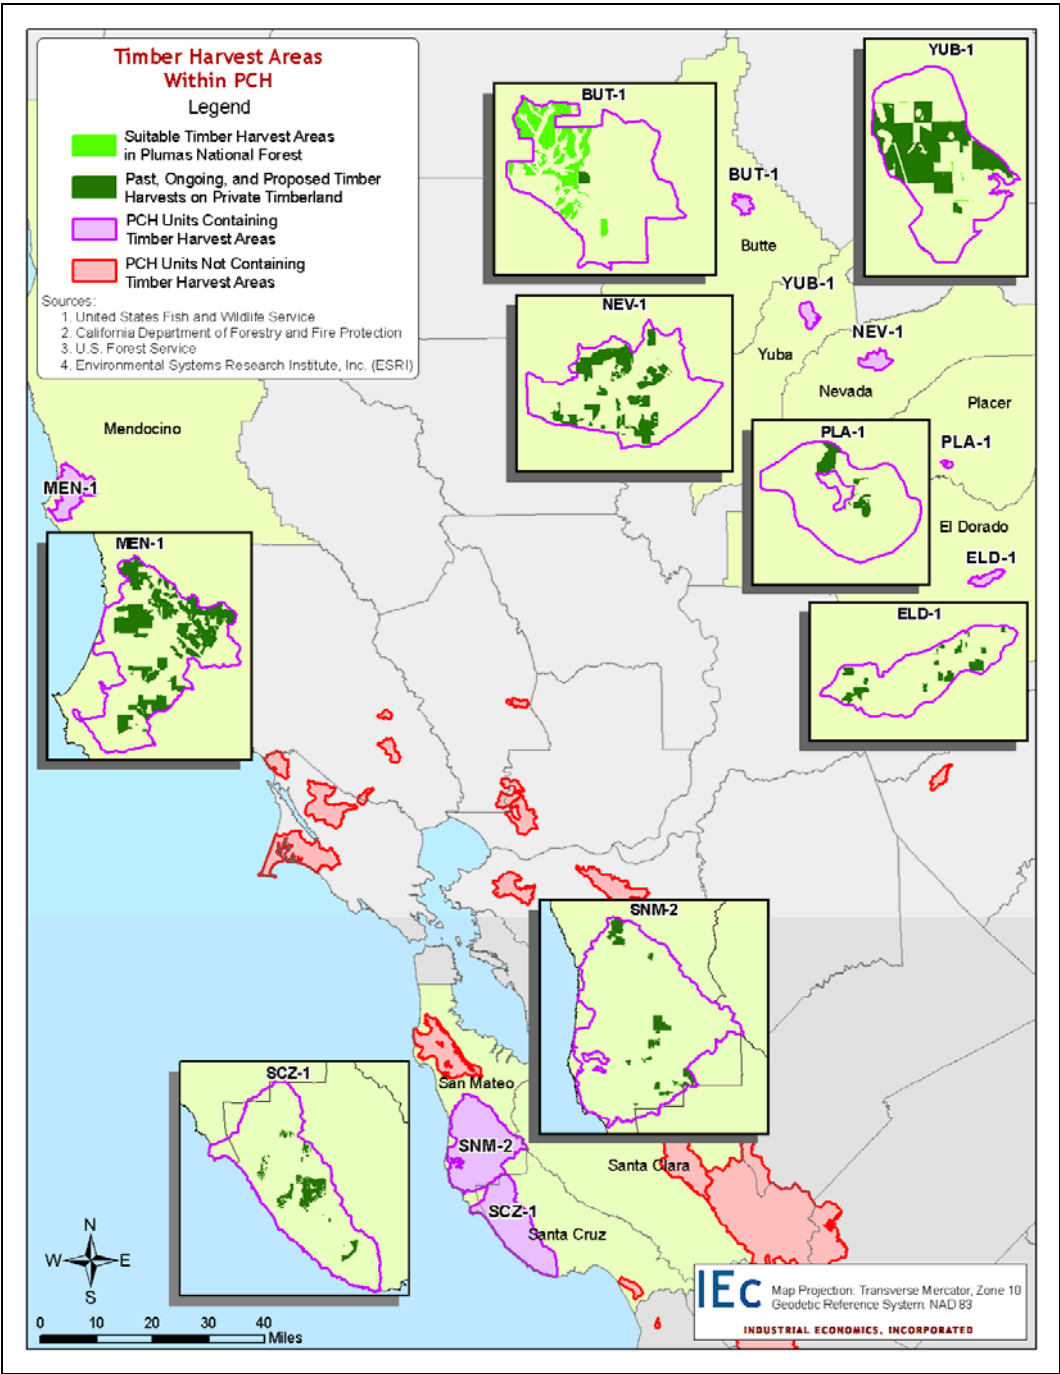 Timber Harvest Areas
Within PCH
Legend
Suitable Timber Harvest Areas
in Plumas National Forest
Past, Ongoing, and Proposed Timber
Harvests on Private Timberland
PCH Units Containing
Timber Harvest Areas
PCH Units Not Containing
Timber Harvest Areas
Sources:
1. United States Fish and Wildlife Service
2. California Department of Forestry and Fire Protection
3. U.S. Forest Service
4. Environmental Systems Research Institute, Inc. (ESRI)
BUT-1
YUB-1
BUT-1
Butte
YUB-1
NEV-1
NEV-1
Yuba
Nevada
Placer
Mendocino
PLA-1
PLA-1
MEN-1
El Dorado
MEN-1
ELD-1
ELD-1
SNM-2
San Mateo
SCZ-1
SNM-2
Santa Clara
SCZ-1
Santa Cruz
N
W
E
S
0 10 20 30 40
Miles
IEc
Map Projection: Transverse Mercator, Zone 10
Geodetic Reference System: NAD 83
INDUSTRIAL ECONOMICS, INCORPORATED